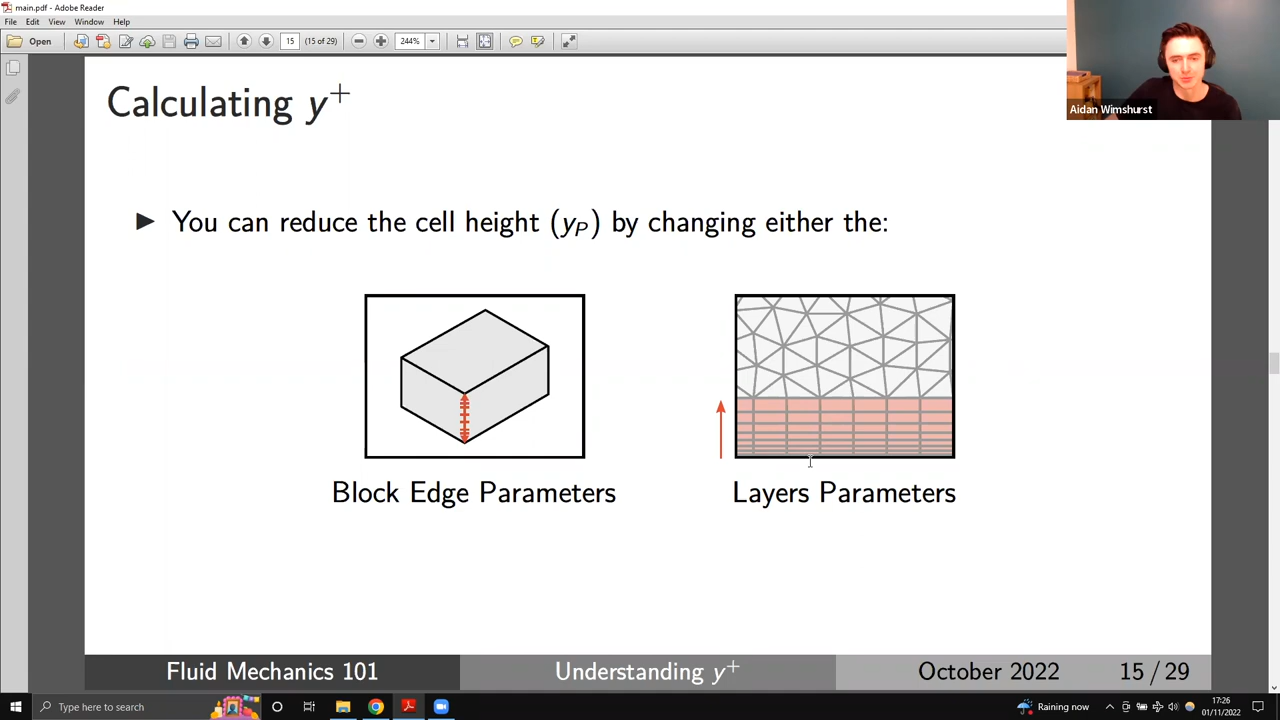 main.pdf - Adobe Reader
File Edit View Window Help
Open 15 (15 of 29) 244%
Aidan Wimshurst
Calculating y⁺
▶ You can reduce the cell height (y_P) by changing either the:
Block Edge Parameters
Layers Parameters
Fluid Mechanics 101 Understanding y⁺ October 2022 15 / 29
Type here to search
Raining now
17:26
01/11/2022